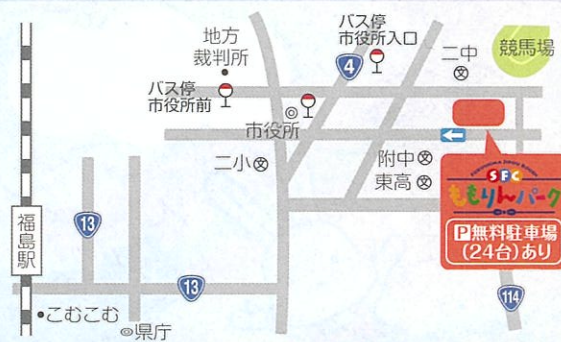 バス停
市役所入口
地方
裁判所
4
二中
競馬場
バス停
市役所前
市役所
二小
附中
東高
SFC
ももりんパーク
P無料駐車場
(24台)あり
福島駅
13
13
114
こむこむ
県庁